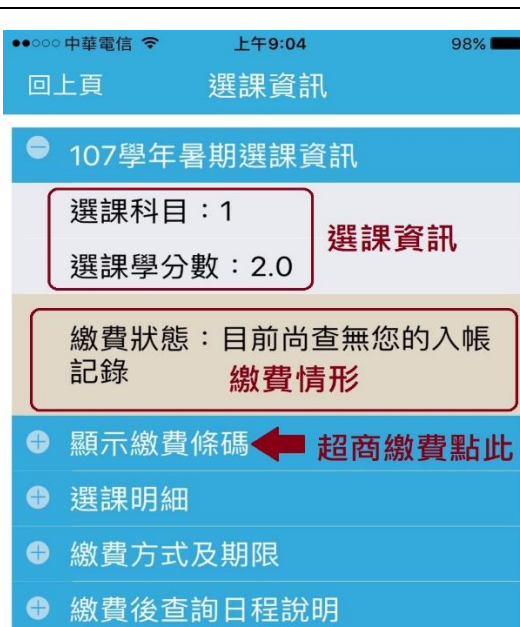 中華電信 上午9:04 98%
回上頁 選課資訊
107學年暑期選課資訊
選課科目：1
選課學分數：2.0
選課資訊
繳費狀態：目前尚查無您的入帳
記錄
繳費情形
顯示繳費條碼 超商繳費點此
選課明細
繳費方式及期限
繳費後查詢日程說明